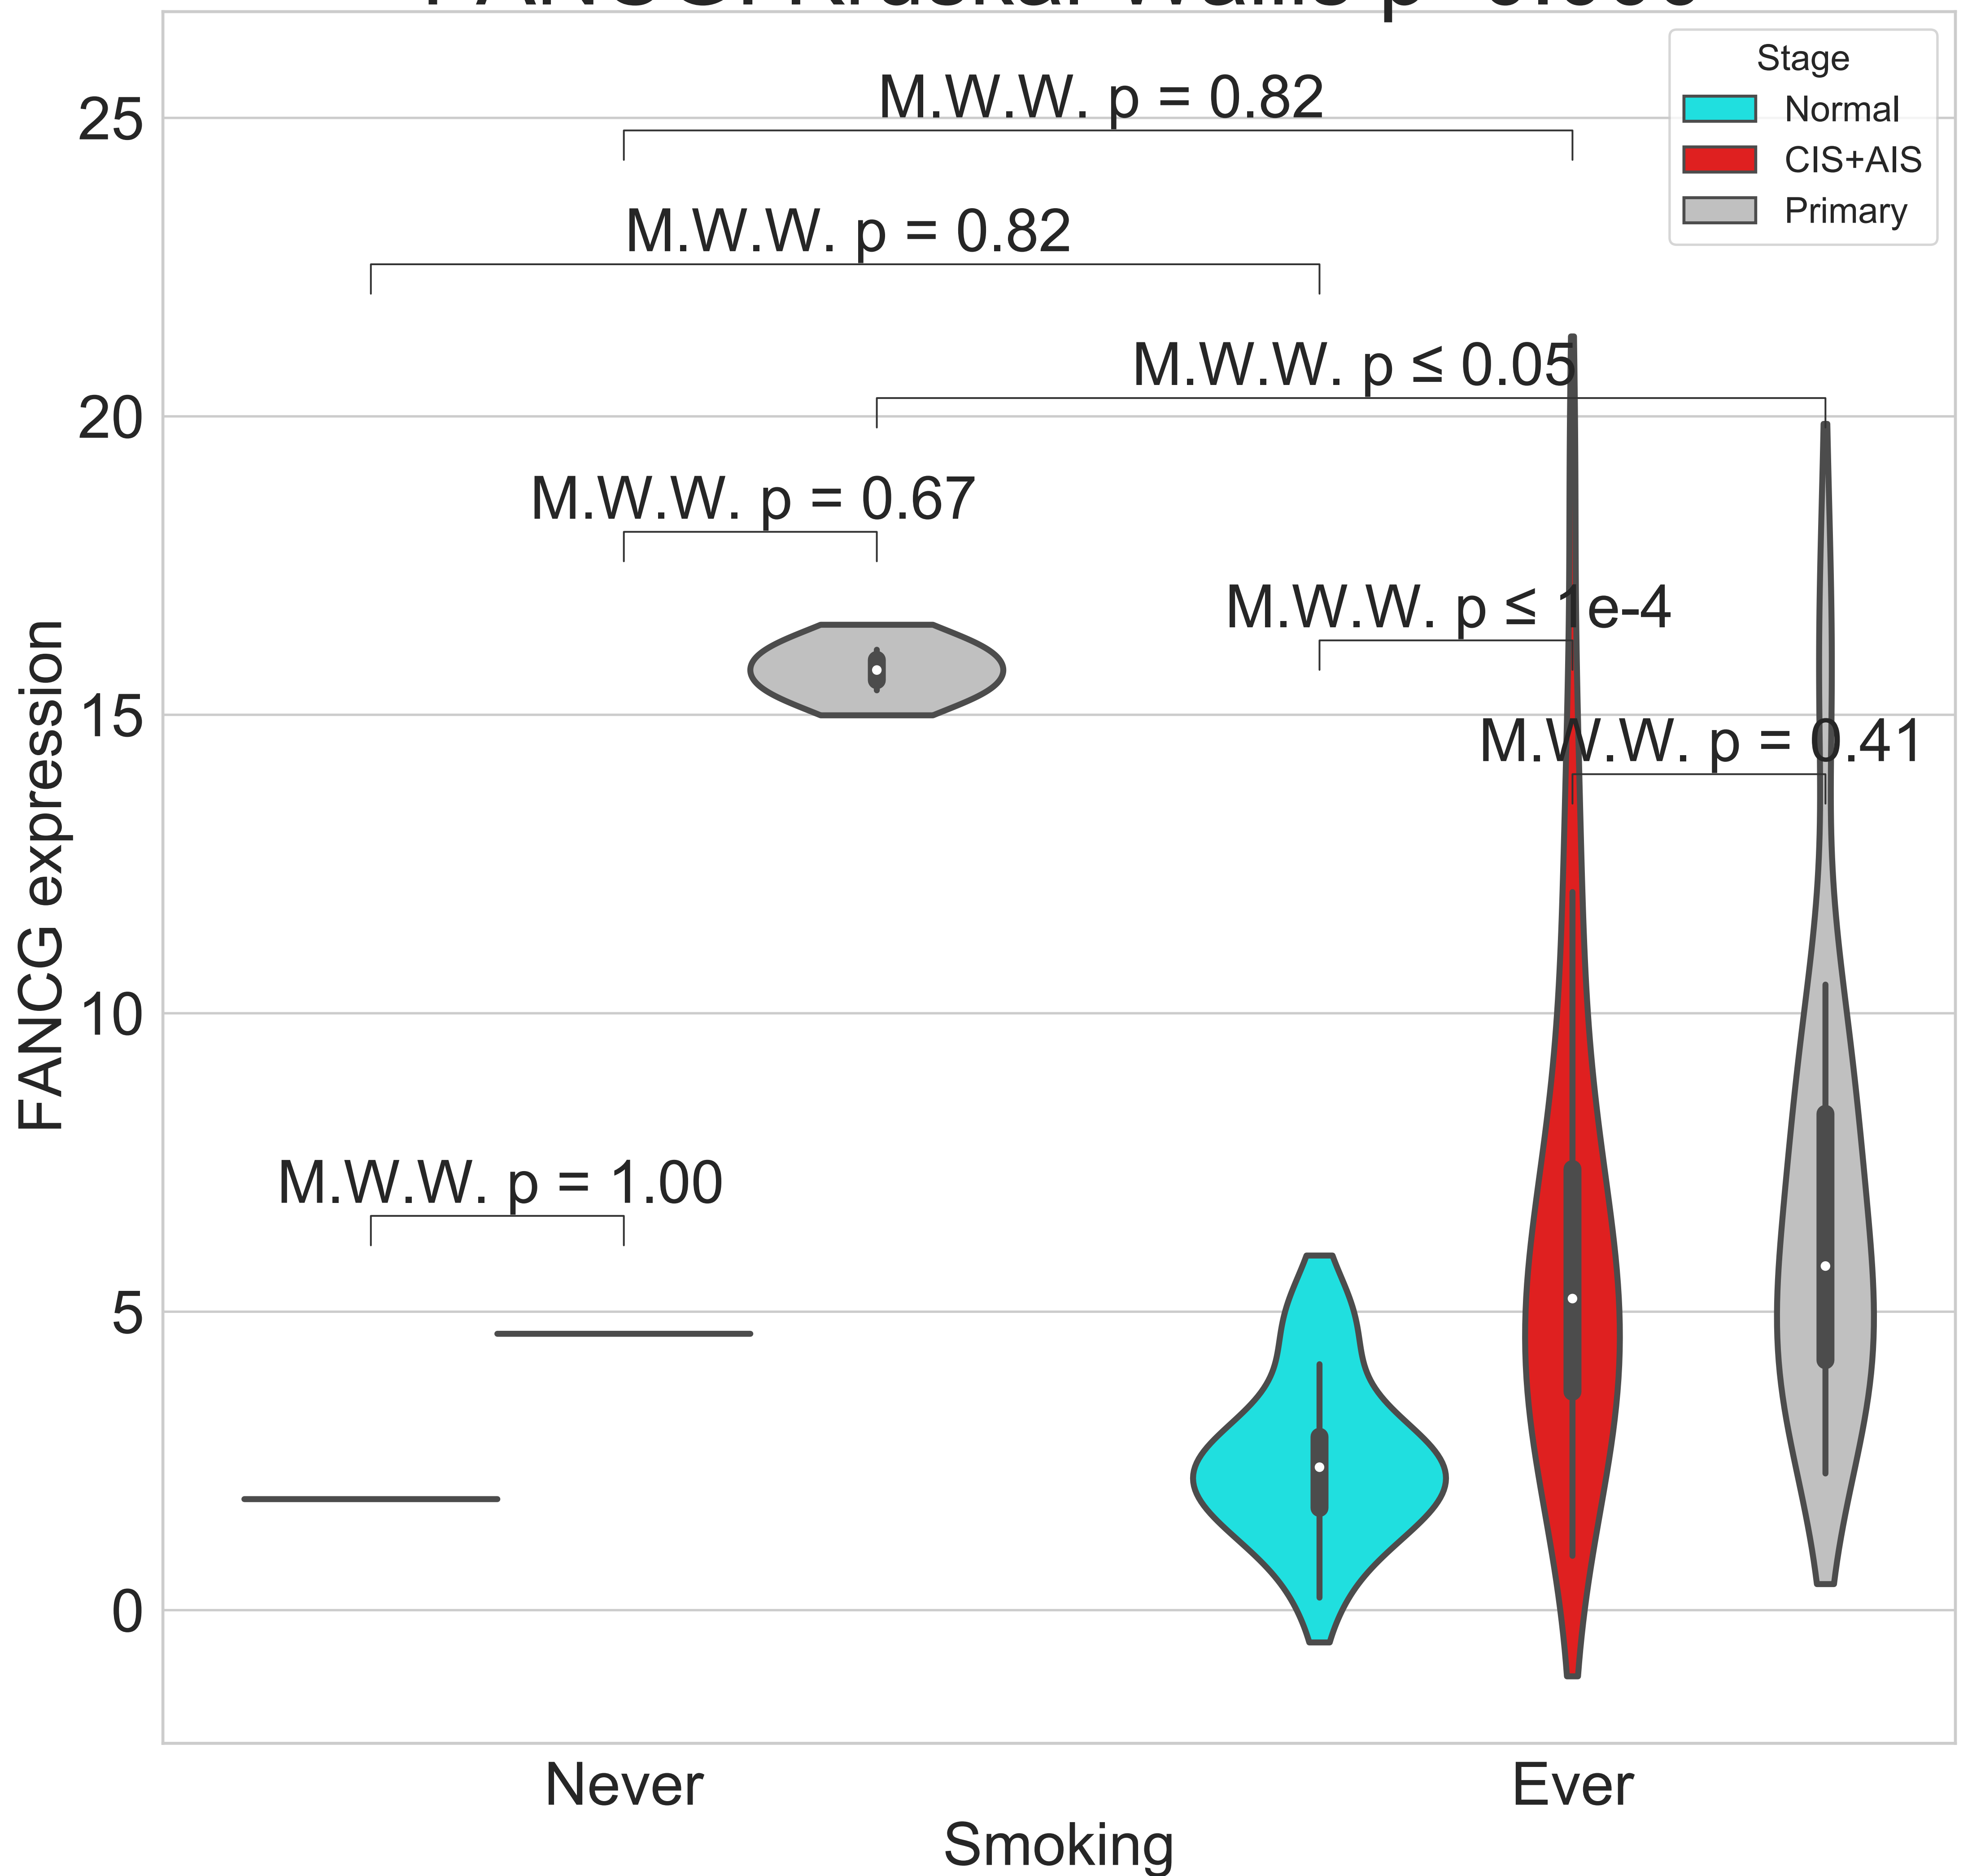 Stage
Normal
CIS+AIS
Primary
M.W.W. p = 0.82
M.W.W. p = 0.82
M.W.W. p ≤ 0.05
M.W.W. p = 0.67
M.W.W. p ≤ 1e-4
M.W.W. p = 0.41
M.W.W. p = 1.00
25
20
15
10
5
0
FANCG expression
Never
Ever
Smoking